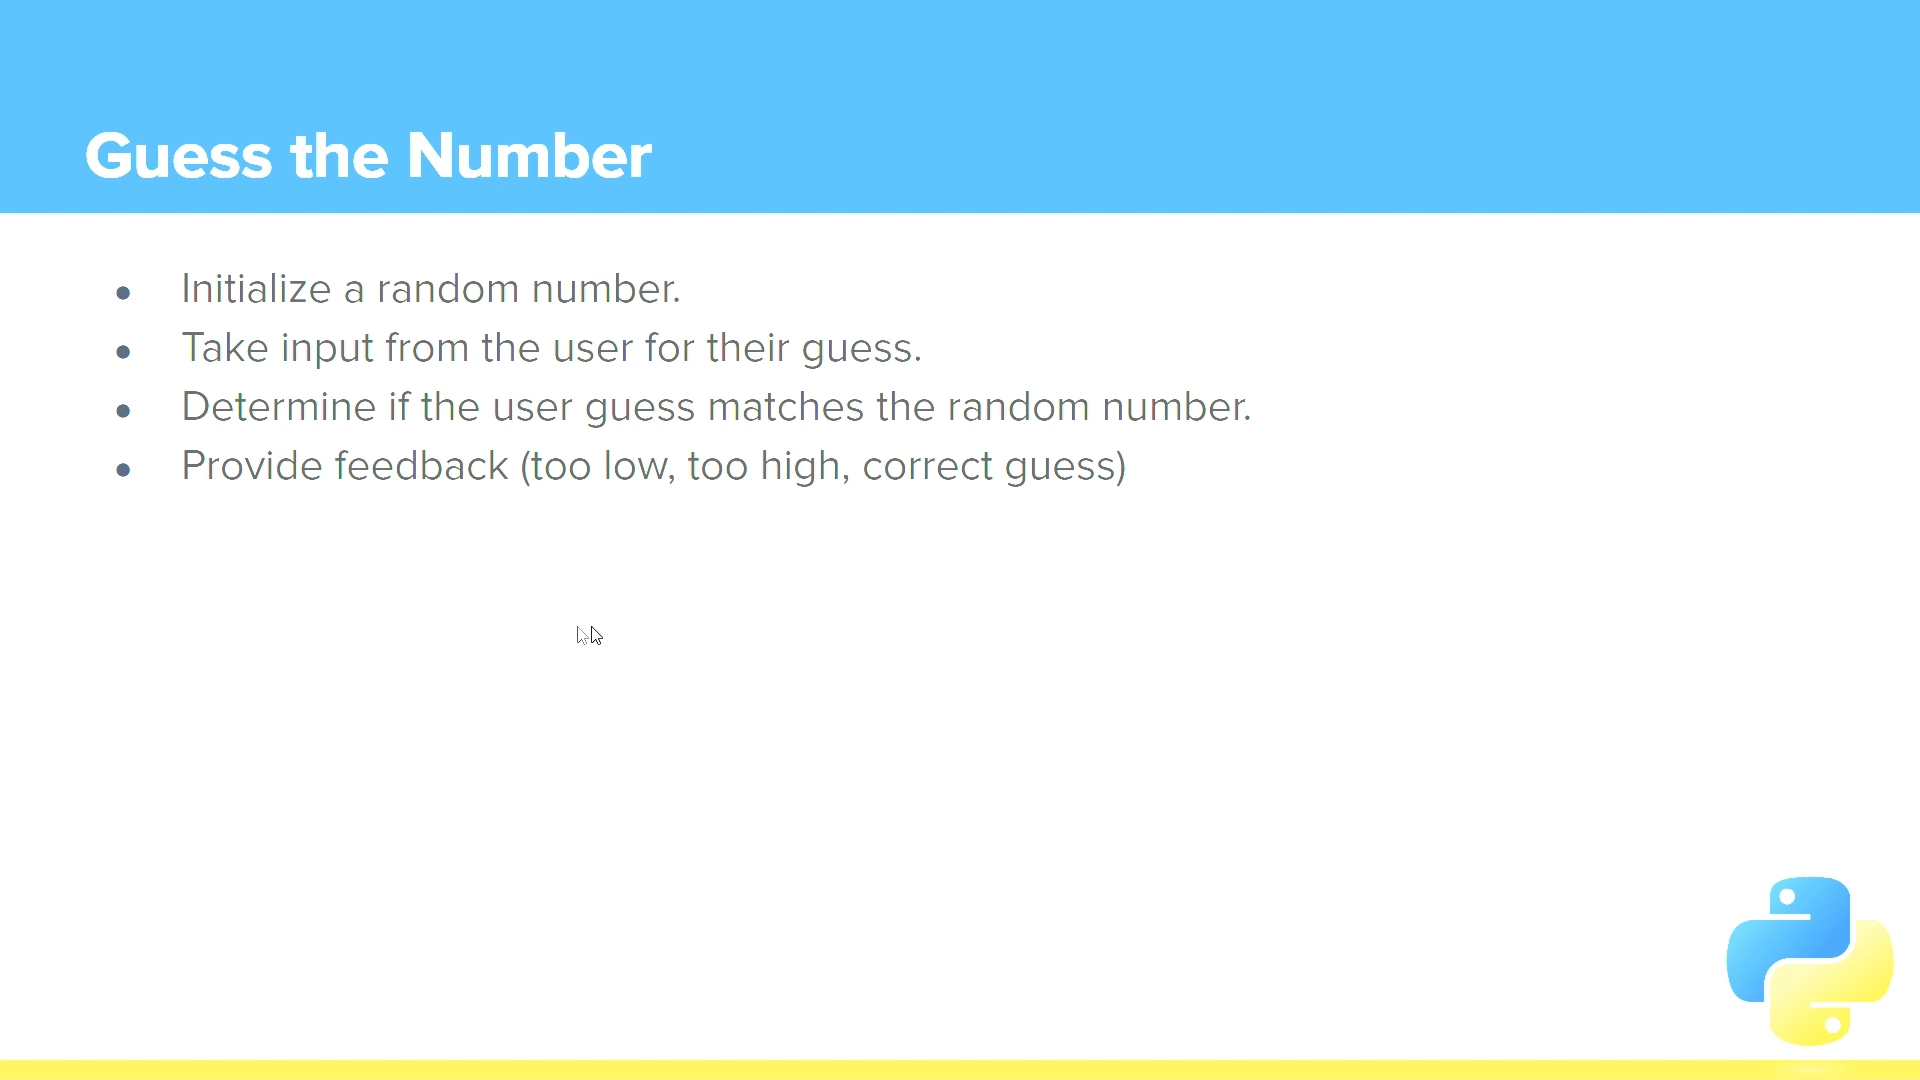 Guess the Number
● Initialize a random number.
● Take input from the user for their guess.
● Determine if the user guess matches the random number.
● Provide feedback (too low, too high, correct guess)